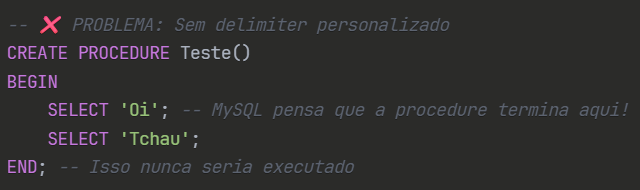 -- ❌ PROBLEMA: Sem delimiter personalizado
CREATE PROCEDURE Teste()
BEGIN
    SELECT 'Oi'; -- MySQL pensa que a procedure termina aqui!
    SELECT 'Tchau';
END; -- Isso nunca seria executado